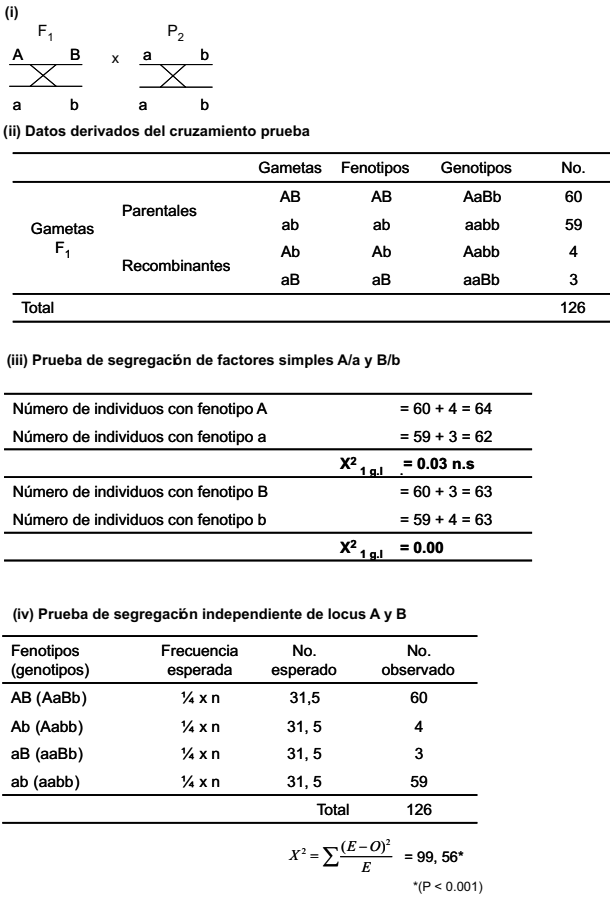 (i)
F1 P2
A B x a b
a b a b
(ii) Datos derivados del cruzamiento prueba
Gametas Fenotipos Genotipos No.
Gametas F1
Parentales
AB AB AaBb 60
ab ab aabb 59
Recombinantes
Ab Ab Aabb 4
aB aB aaBb 3
Total 126
(iii) Prueba de segregación de factores simples A/a y B/b
Número de individuos con fenotipo A = 60 + 4 = 64
Número de individuos con fenotipo a = 59 + 3 = 62
X² 1 g.l . = 0.03 n.s
Número de individuos con fenotipo B = 60 + 3 = 63
Número de individuos con fenotipo b = 59 + 4 = 63
X² 1 g.l = 0.00
(iv) Prueba de segregación independiente de locus A y B
Fenotipos Frecuencia No. No.
(genotipos) esperada esperado observado
AB (AaBb) ¼ x n 31,5 60
Ab (Aabb) ¼ x n 31, 5 4
aB (aaBb) ¼ x n 31, 5 3
ab (aabb) ¼ x n 31, 5 59
Total 126
X² = ∑ (E – O)² / E = 99, 56*
*(P < 0.001)